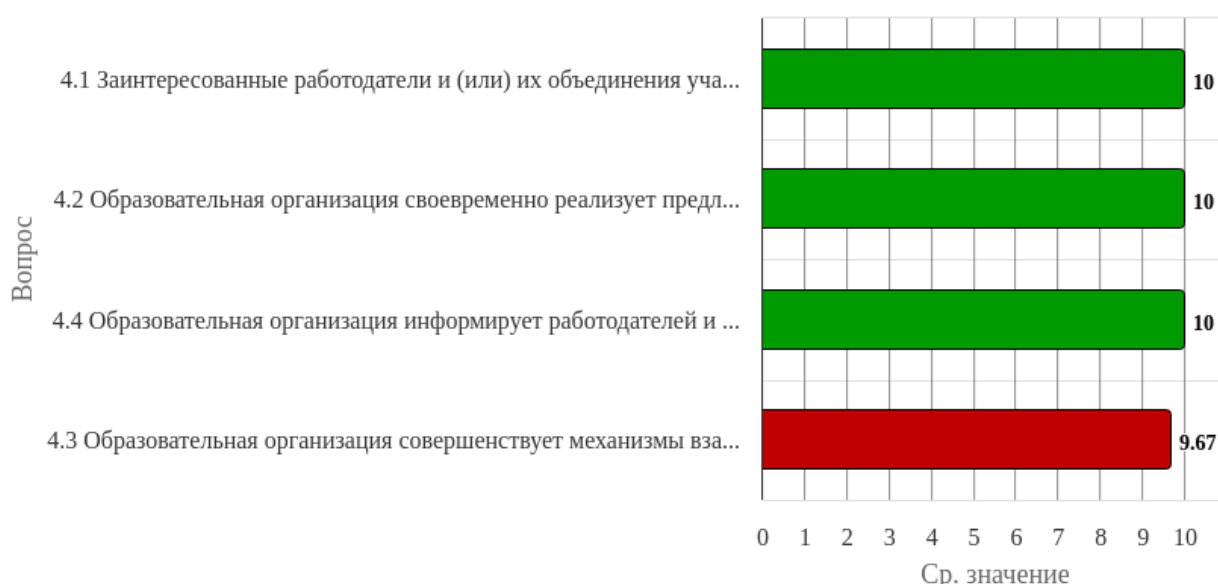 4.1 Заинтересованные работодатели и (или) их объединения уча...
10
4.2 Образовательная организация своевременно реализует предл...
10
Вопрос
4.4 Образовательная организация информирует работодателей и ...
10
4.3 Образовательная организация совершенствует механизмы вза...
9.67
0 1 2 3 4 5 6 7 8 9 10
Ср. значение